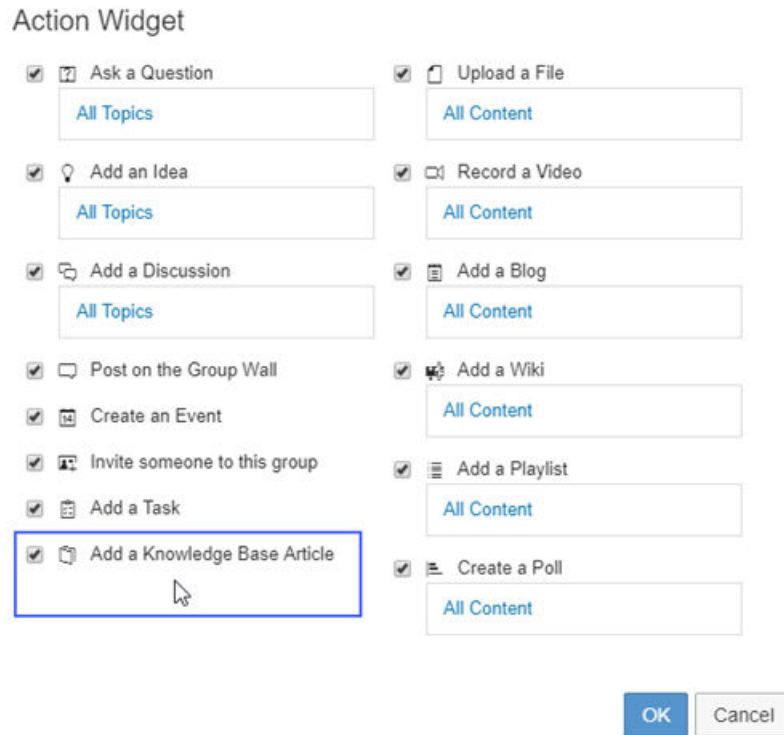 Action Widget
Ask a Question
All Topics
Add an Idea
All Topics
Add a Discussion
All Topics
Post on the Group Wall
14
Create an Event
Invite someone to this group
Add a Task
Add a Knowledge Base Article
Upload a File
All Content
Record a Video
All Content
Add a Blog
All Content
Add a Wiki
All Content
Add a Playlist
All Content
Create a Poll
All Content
OK
Cancel